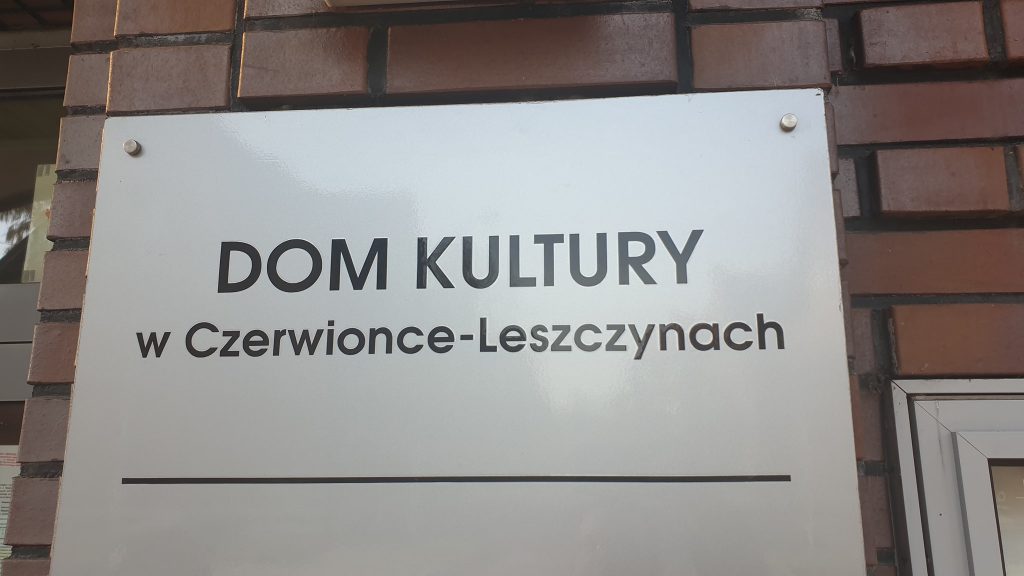 DOM KULTURY
w Czerwionce-Leszczynach